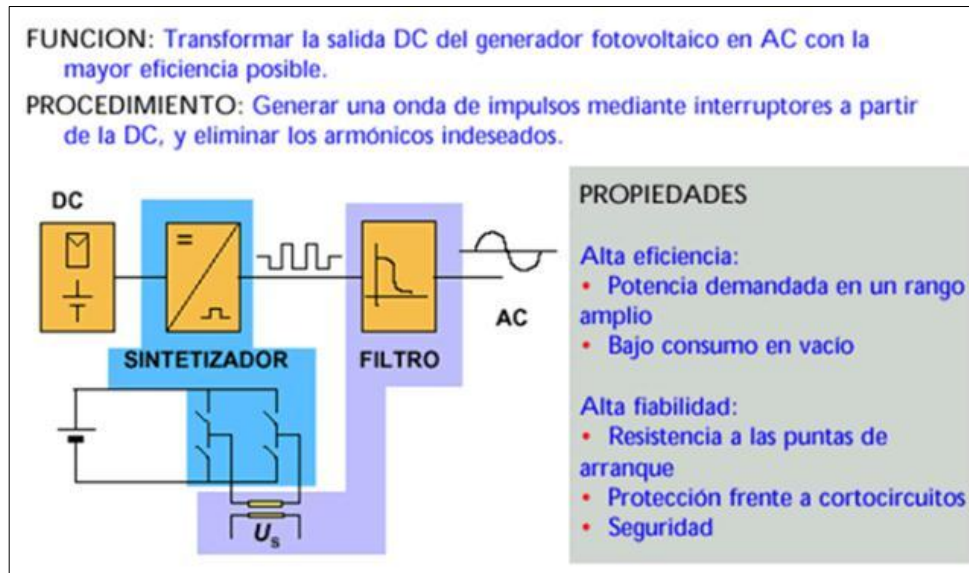 FUNCION: Transformar la salida DC del generador fotovoltaico en AC con la
mayor eficiencia posible.
PROCEDIMIENTO: Generar una onda de impulsos mediante interruptores a partir
de la DC, y eliminar los armónicos indeseados.
DC
AC
SINTETIZADOR
FILTRO
Us
PROPIEDADES
Alta eficiencia:
• Potencia demandada en un rango
amplio
• Bajo consumo en vacío
Alta fiabilidad:
• Resistencia a las puntas de
arranque
• Protección frente a cortocircuitos
• Seguridad